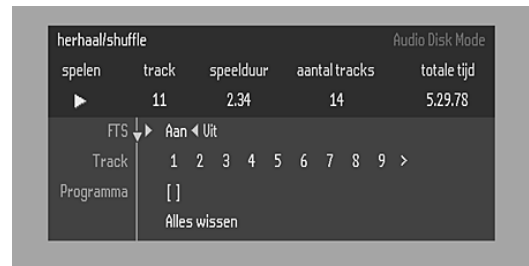 herhaal/shuffle Audio Disk Mode
spelen track speelduur aantal tracks totale tijd
11 2.34 14 5.29.78
FTS Aan Uit
Track 1 2 3 4 5 6 7 8 9 >
Programma [ ]
Alles wissen